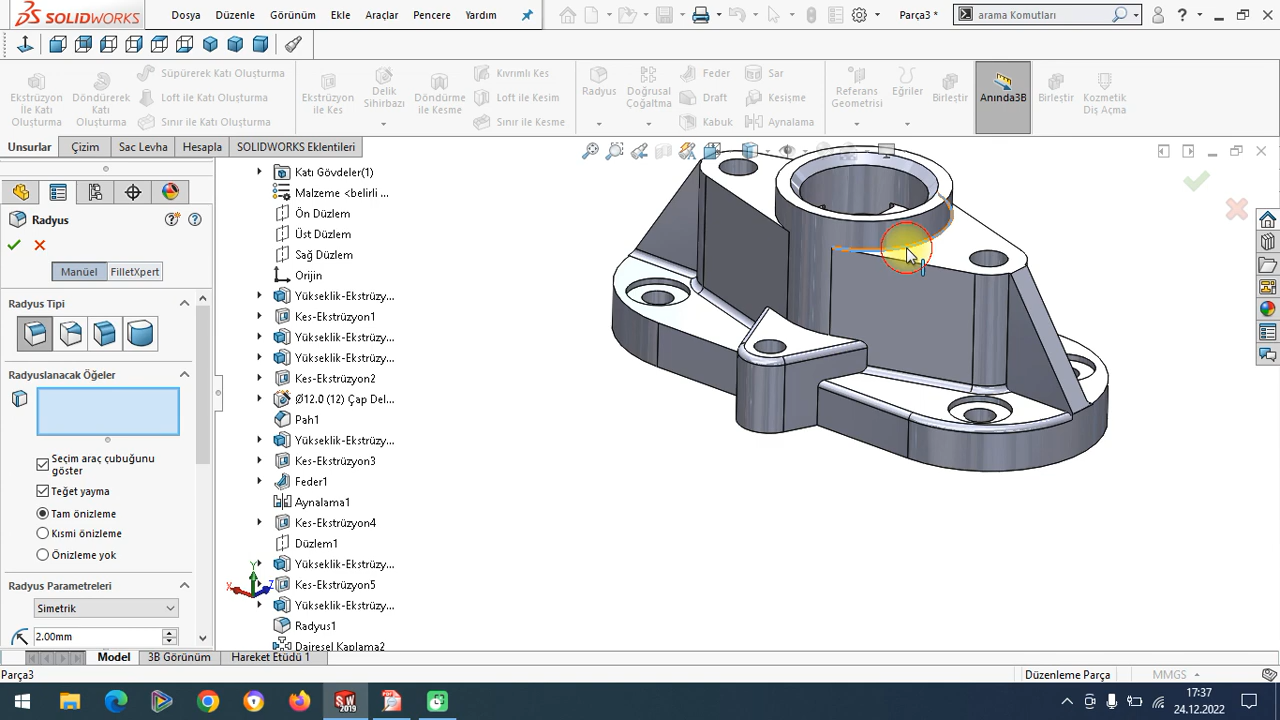 SOLIDWORKS
Dosya Düzenle Görünüm Ekle Araçlar Pencere Yardım
Parça3 *
arama Komutları
Ekstrüzyon İle Katı Oluşturma
Döndürerek Katı Oluşturma
Süpürerek Katı Oluşturma
Loft ile Katı Oluşturma
Sınır ile Katı Oluşturma
Ekstrüzyon ile Kes
Delik Sihirbazı
Döndürme ile Kesme
Kıvrımlı Kes
Loft ile Kesim
Sınır ile Kesme
Radyus
Doğrusal Çoğaltma
Feder
Draft
Kabuk
Sar
Kesişme
Aynalama
Referans Geometrisi
Eğriler
Birleştir
Anında3B
Birleştir
Kozmetik Diş Açma
Unsurlar Çizim Sac Levha Hesapla SOLIDWORKS Eklentileri
Radyus
Manüel FilletXpert
Radyus Tipi
Radyuslanacak Öğeler
Seçim araç çubuğunu göster
Teğet yayma
Tam önizleme
Kısmi önizleme
Önizleme yok
Radyus Parametreleri
Simetrik
2.00mm
Katı Gövdeler(1)
Malzeme <belirli ...
Ön Düzlem
Üst Düzlem
Sağ Düzlem
Orijin
Yükseklik-Ekstrüzy...
Kes-Ekstrüzyon1
Yükseklik-Ekstrüzy...
Yükseklik-Ekstrüzy...
Kes-Ekstrüzyon2
Ø12.0 (12) Çap Del...
Pah1
Yükseklik-Ekstrüzy...
Kes-Ekstrüzyon3
Feder1
Aynalama1
Kes-Ekstrüzyon4
Düzlem1
Yükseklik-Ekstrüzy...
Kes-Ekstrüzyon5
Yükseklik-Ekstrüzy...
Radyus1
Dairesel Kaplama2
Y
X
Z
Model 3B Görünüm Hareket Etüdü 1
Parça3
Düzenleme Parça
MMGS
17:37
24.12.2022